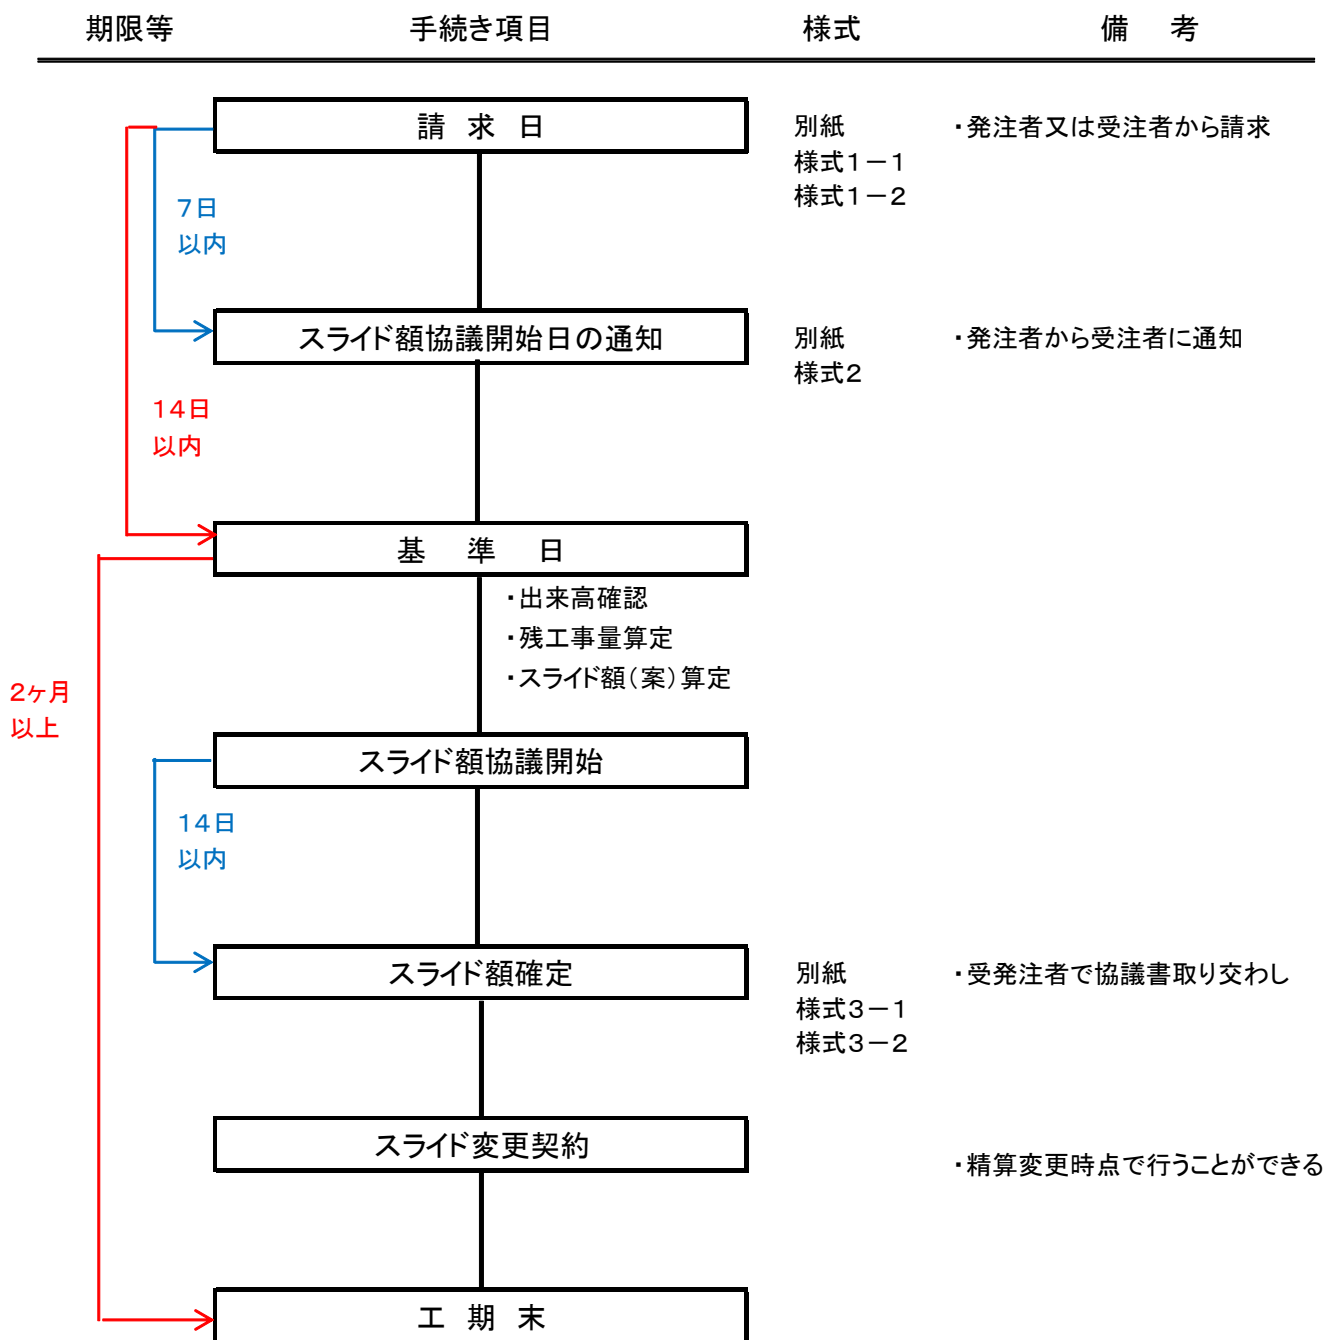 期限等 手続き項目 様式 備 考
請 求 日
別紙
様式1－1
様式1－2
・発注者又は受注者から請求
7日
以内
スライド額協議開始日の通知
別紙
様式2
・発注者から受注者に通知
14日
以内
基 準 日
・出来高確認
・残工事量算定
・スライド額(案)算定
2ヶ月
以上
スライド額協議開始
14日
以内
スライド額確定
別紙
様式3－1
様式3－2
・受発注者で協議書取り交わし
スライド変更契約
・精算変更時点で行うことができる
工 期 末